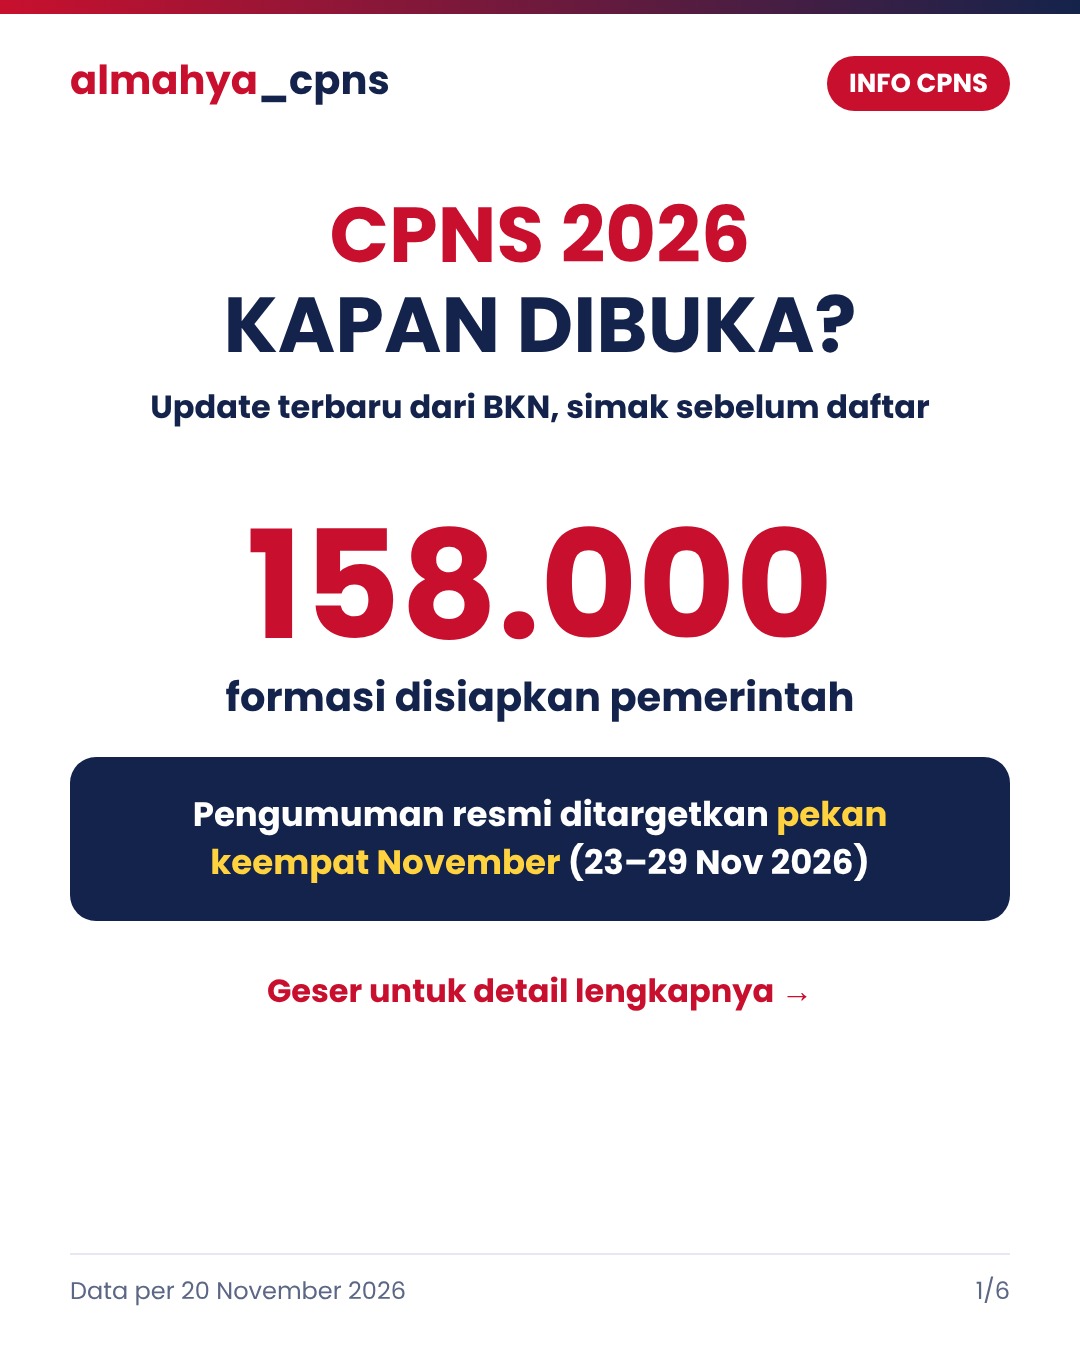 almahya_cpns
INFO CPNS
CPNS 2026
KAPAN DIBUKA?
Update terbaru dari BKN, simak sebelum daftar
158.000
formasi disiapkan pemerintah
Pengumuman resmi ditargetkan pekan
keempat November (23–29 Nov 2026)
Geser untuk detail lengkapnya →
Data per 20 November 2026
1/6